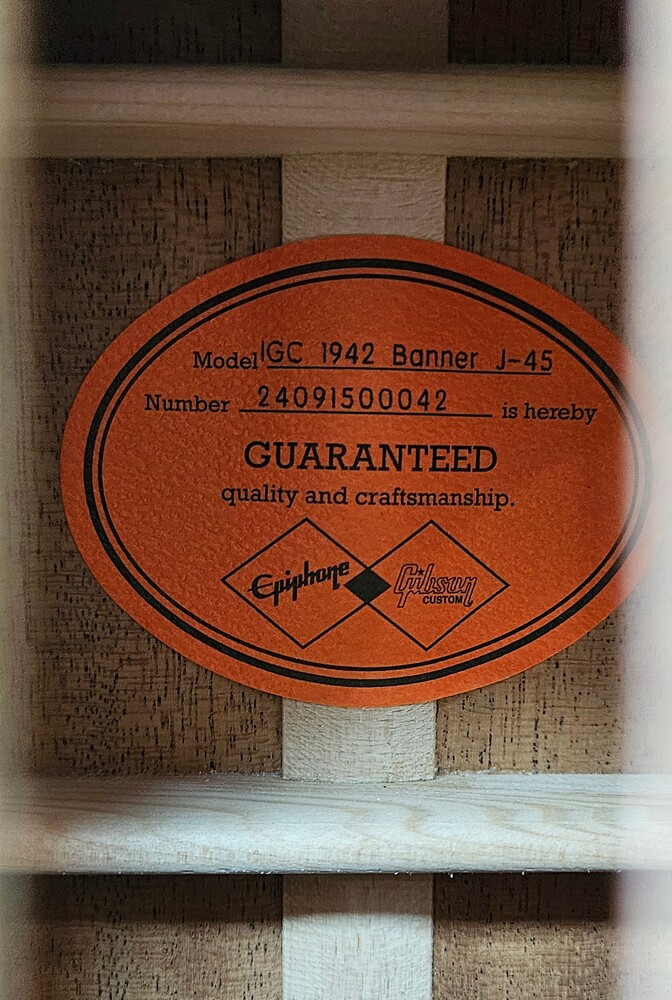 Model IGC 1942 Banner J-45
Number 24091500042 is hereby
GUARANTEED
quality and craftsmanship.
Epiphone Gibson
CUSTOM